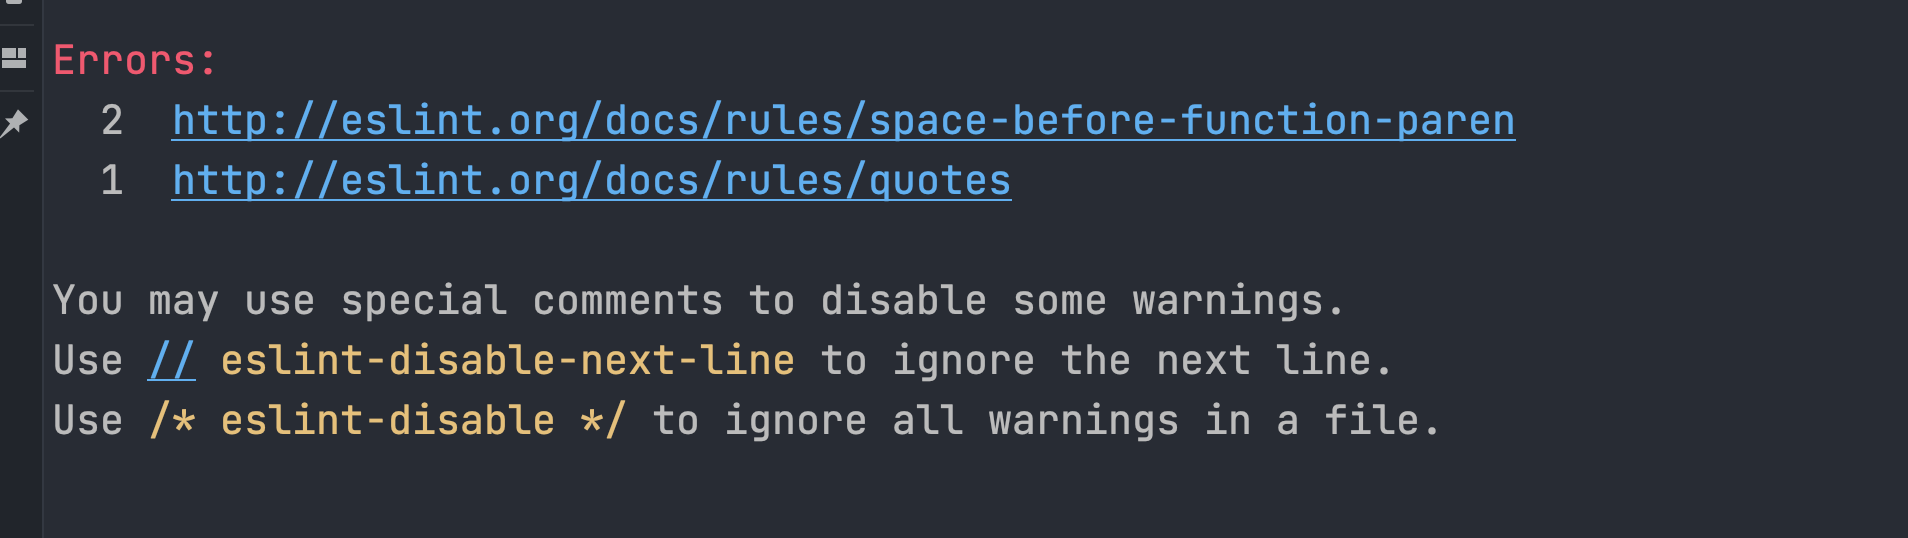 Errors:
2 http://eslint.org/docs/rules/space-before-function-paren
1 http://eslint.org/docs/rules/quotes
You may use special comments to disable some warnings.
Use // eslint-disable-next-line to ignore the next line.
Use /* eslint-disable */ to ignore all warnings in a file.